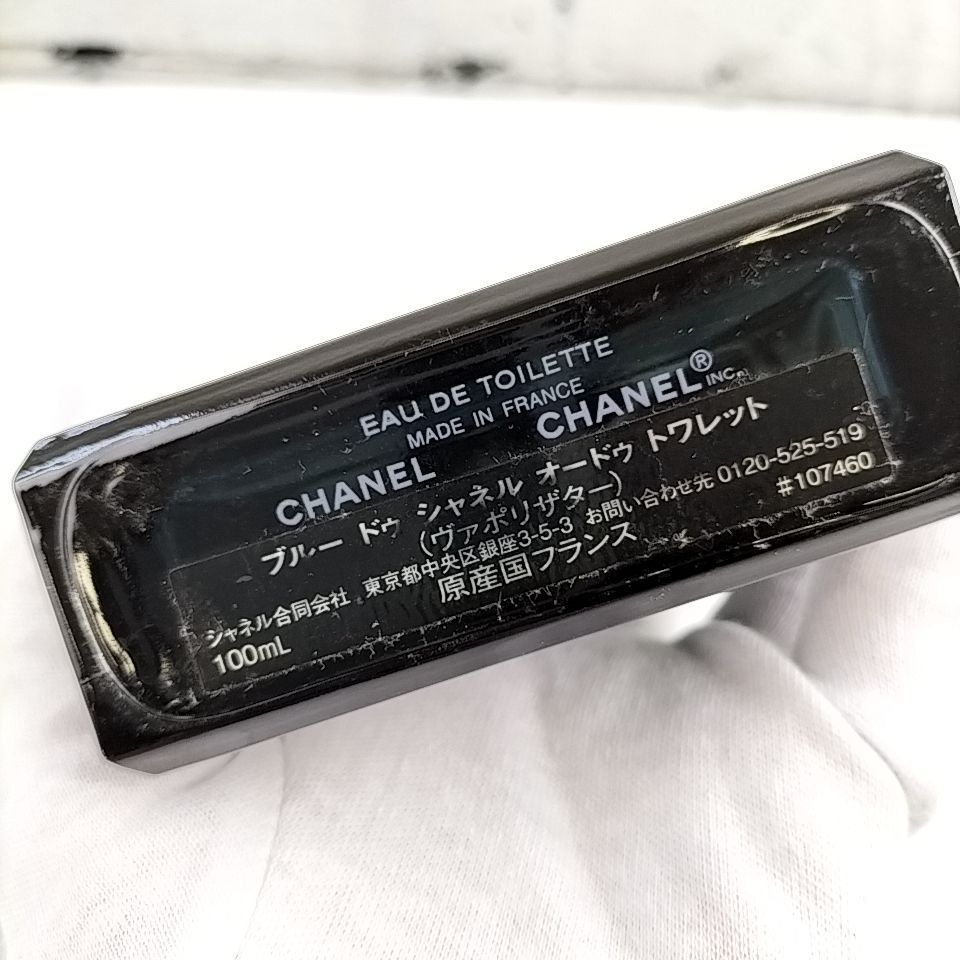 EAU DE TOILETTE
MADE IN FRANCE
CHANEL CHANEL® INC.
ブルー ドゥ シャネル オードゥ トワレット
(ヴァポリザター)
シャネル合同会社 東京都中央区銀座3-5-3 お問い合わせ先 0120-525-519
100mL 原産国フランス #107460